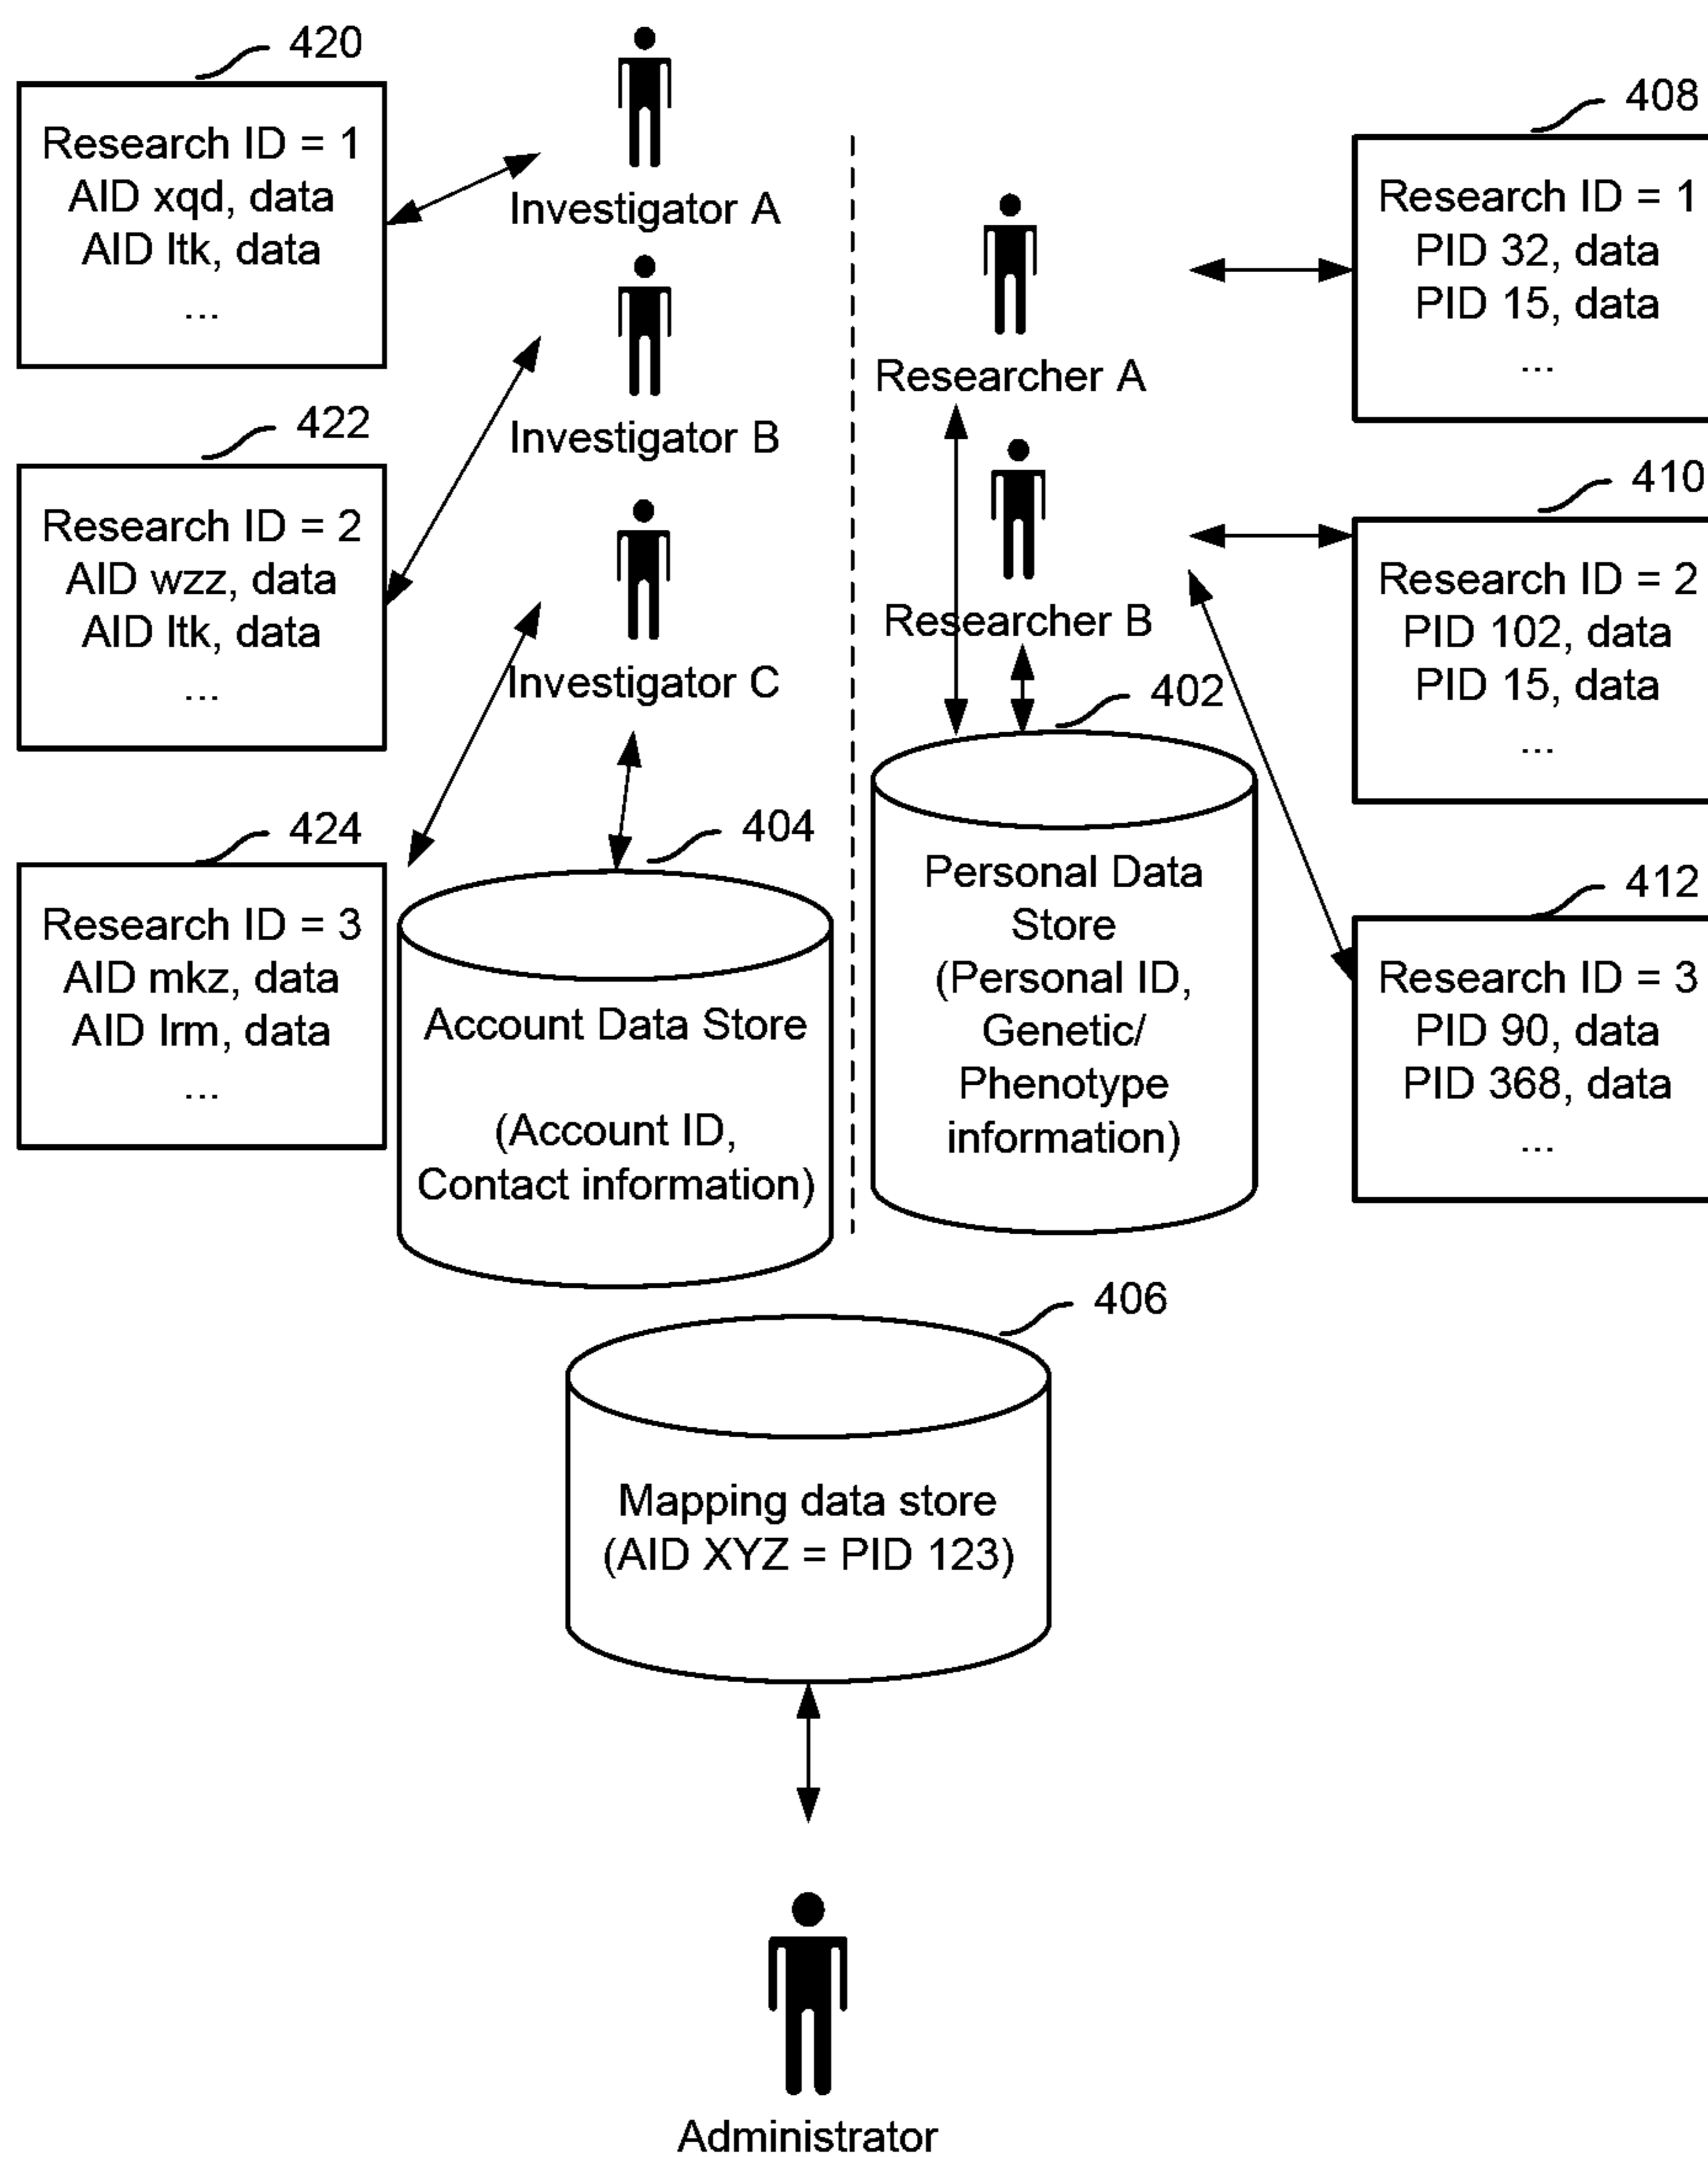 420
Research ID = 1
AID xqd, data
AID ltk, data
...
Investigator A
408
Research ID = 1
PID 32, data
PID 15, data
...
Researcher A
422
Research ID = 2
AID wzz, data
AID ltk, data
...
Investigator B
410
Research ID = 2
PID 102, data
PID 15, data
...
Researcher B
Investigator C
424
Research ID = 3
AID mkz, data
AID lrm, data
...
404
Account Data Store
(Account ID,
Contact information)
402
Personal Data
Store
(Personal ID,
Genetic/
Phenotype
information)
412
Research ID = 3
PID 90, data
PID 368, data
...
406
Mapping data store
(AID XYZ = PID 123)
Administrator